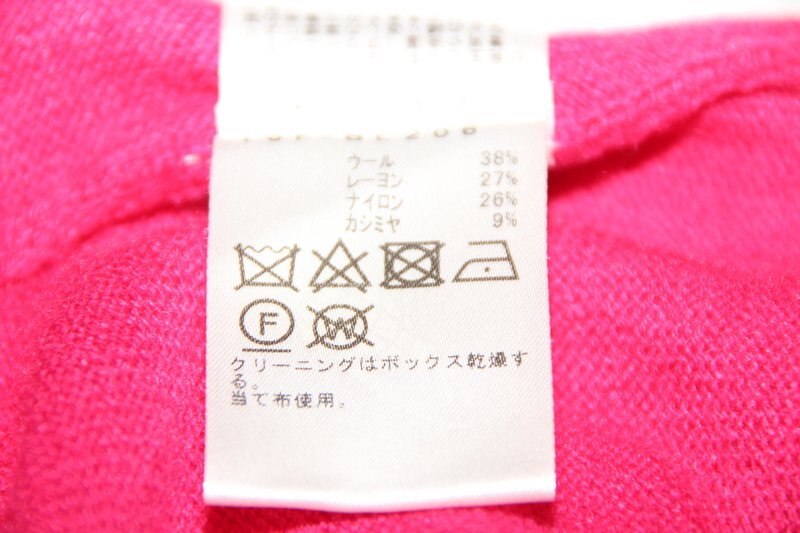 ウール 38%
レーヨン 27%
ナイロン 26%
カシミヤ 9%
F
W
クリーニングはボックス乾燥す
る。
当て布使用。